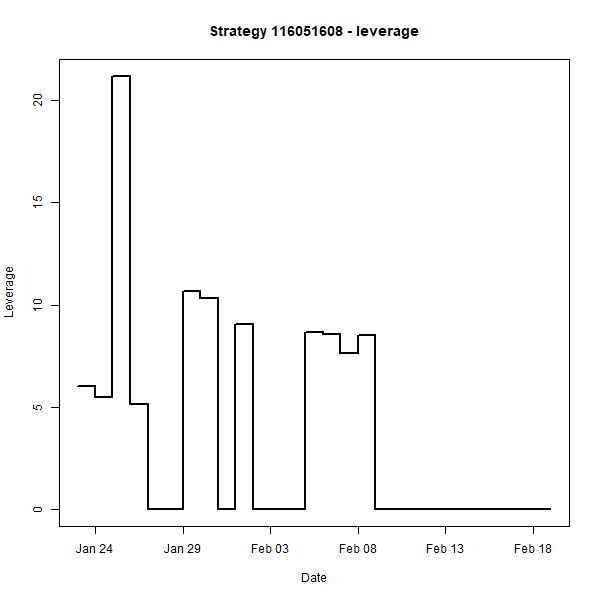 Strategy 116051608 - leverage
Leverage
20
15
10
5
0
Jan 24 Jan 29 Feb 03 Feb 08 Feb 13 Feb 18
Date